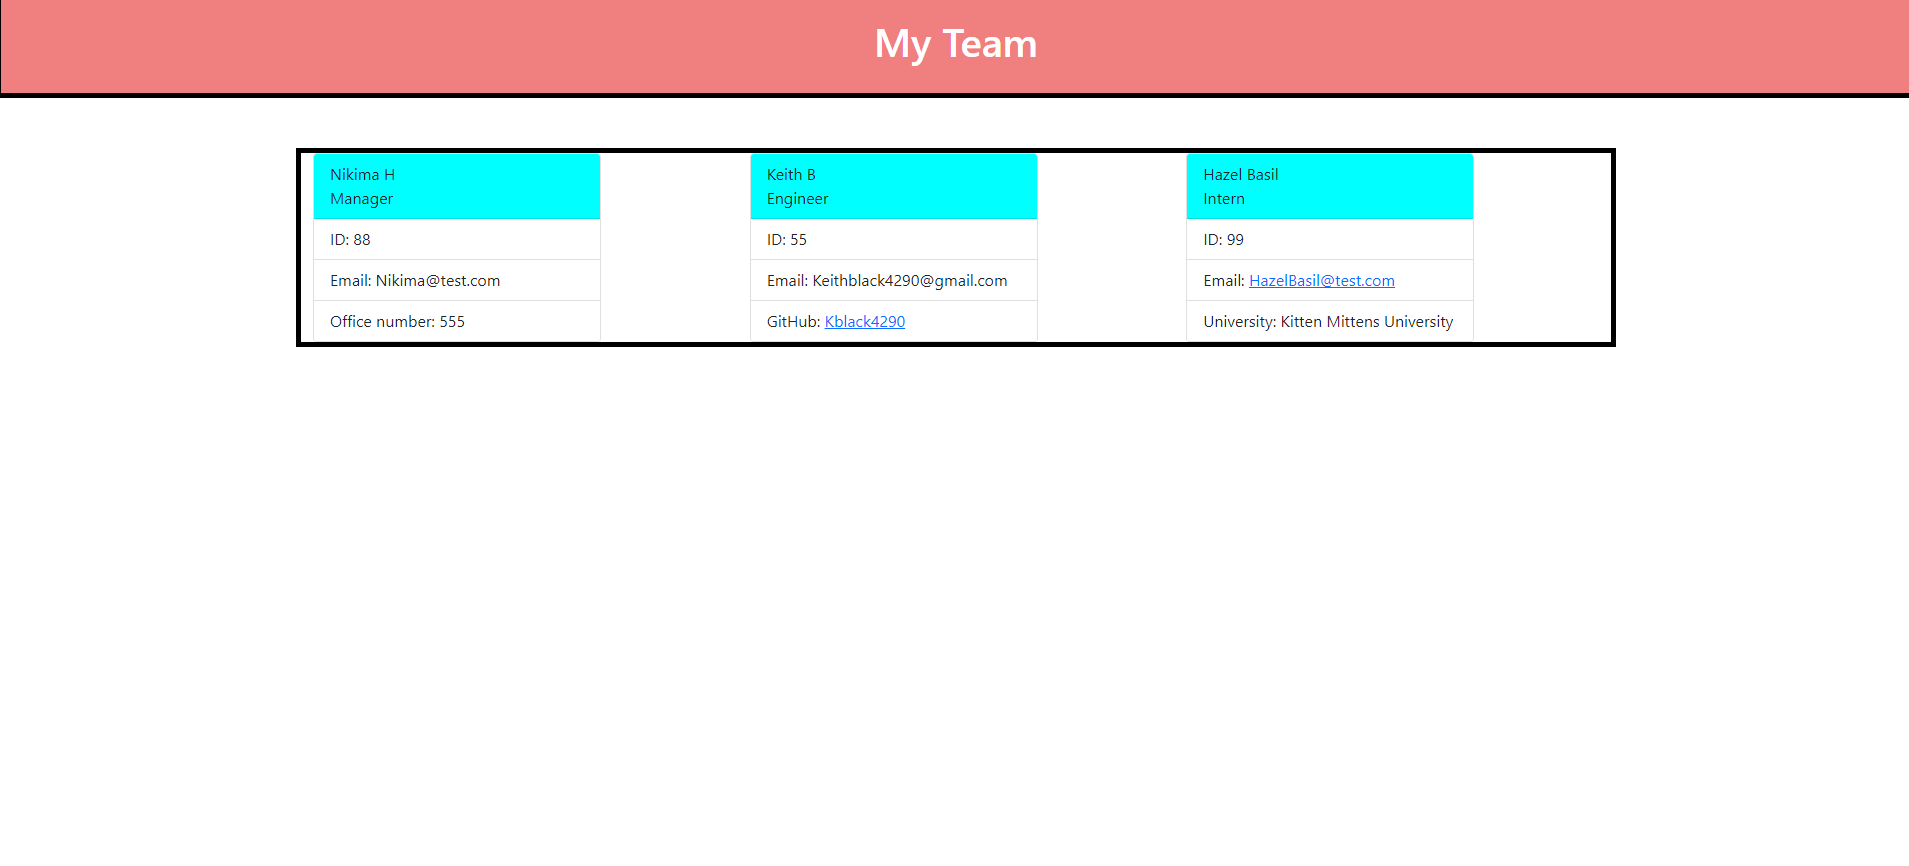 My Team
Nikima H
Manager
ID: 88
Email: Nikima@test.com
Office number: 555
Keith B
Engineer
ID: 55
Email: Keithblack4290@gmail.com
GitHub: Kblack4290
Hazel Basil
Intern
ID: 99
Email: HazelBasil@test.com
University: Kitten Mittens University